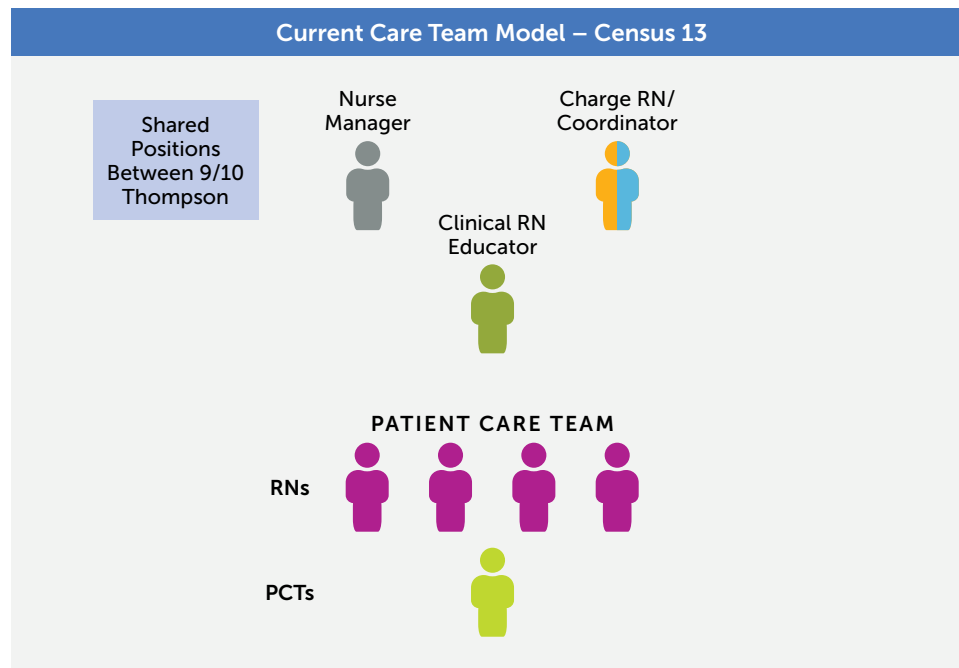 Current Care Team Model – Census 13
Shared
Positions
Between 9/10
Thompson
Nurse
Manager
Charge RN/
Coordinator
Clinical RN
Educator
PATIENT CARE TEAM
RNs
PCTs